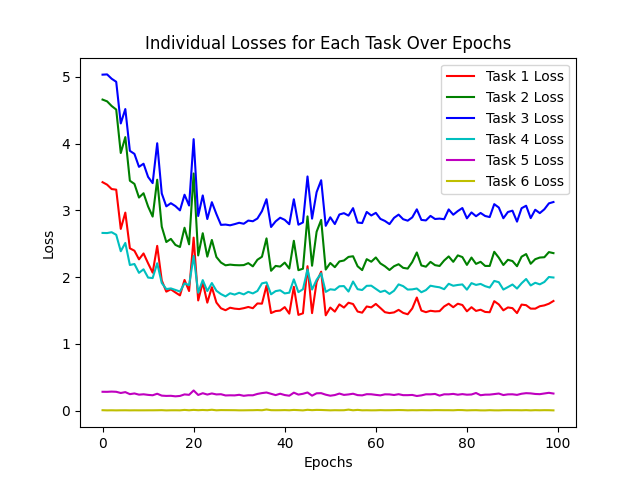 Individual Losses for Each Task Over Epochs
Task 1 Loss
Task 2 Loss
Task 3 Loss
Task 4 Loss
Task 5 Loss
Task 6 Loss
Loss
5
4
3
2
1
0
0 20 40 60 80 100
Epochs